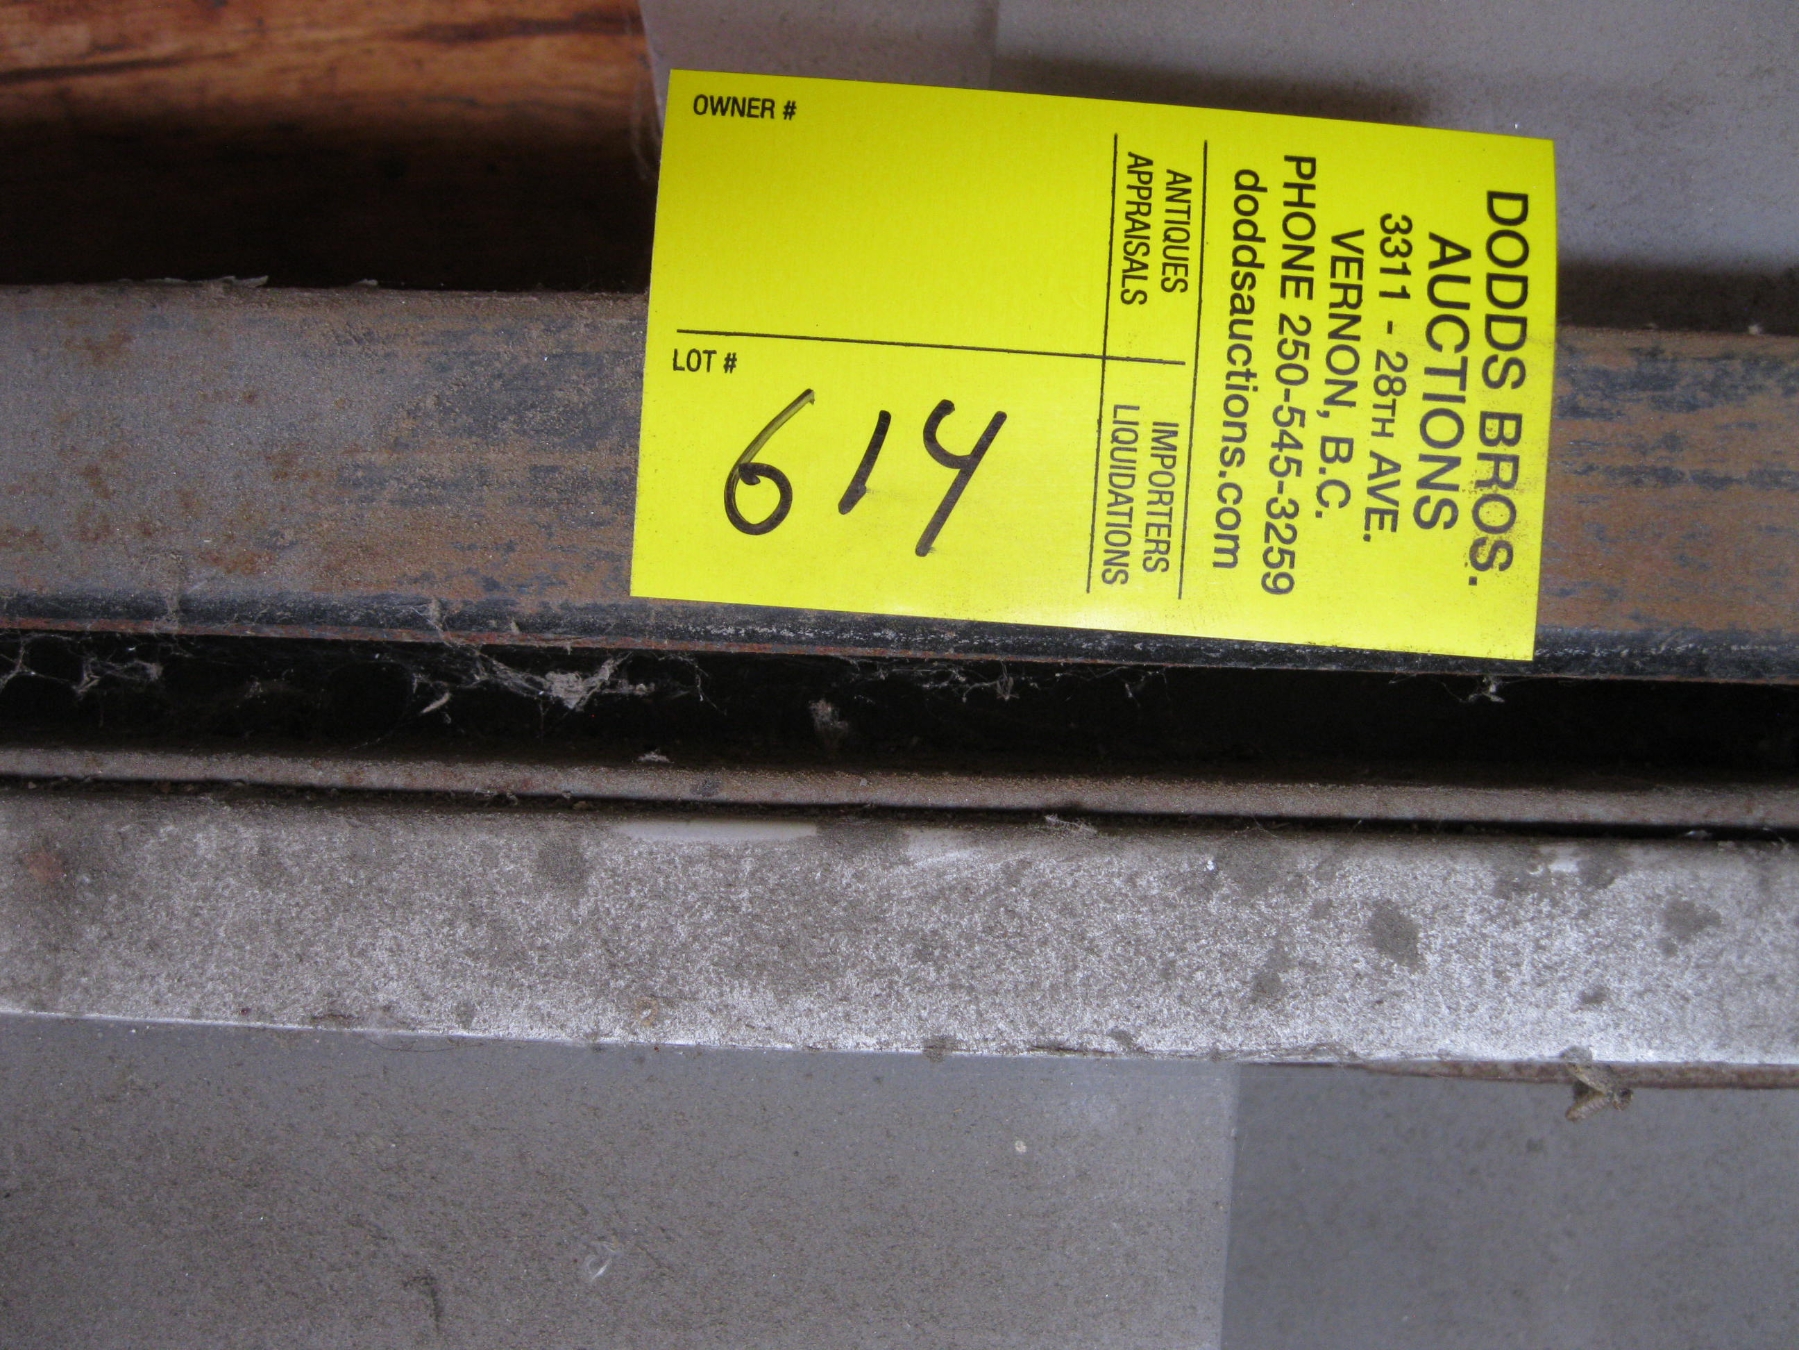 DODDS BROS.
AUCTIONS
3311 - 28TH AVE.
VERNON, B.C.
PHONE 250-545-3259
doddsauctions.com
ANTIQUES
APPRAISALS
IMPORTERS
LIQUIDATIONS
OWNER #
LOT #
614